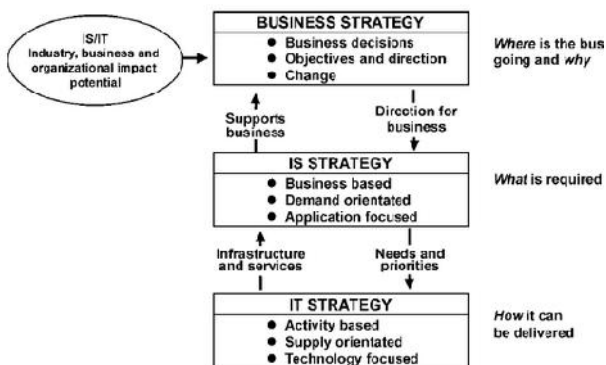 IS/IT
Industry, business and
organizational impact
potential
BUSINESS STRATEGY
● Business decisions
● Objectives and direction
● Change
Where is the bus
going and why
Supports
business
Direction for
business
IS STRATEGY
● Business based
● Demand orientated
● Application focused
What is required
Infrastructure
and services
Needs and
priorities
IT STRATEGY
● Activity based
● Supply orientated
● Technology focused
How it can
be delivered